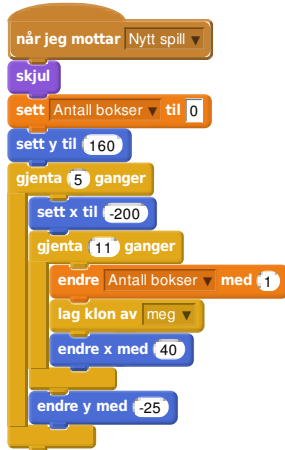 når jeg mottar Nytt spill
skjul
sett Antall bokser til 0
sett y til 160
gjenta 5 ganger
sett x til -200
gjenta 11 ganger
endre Antall bokser med 1
lag klon av meg
endre x med 40
endre y med -25